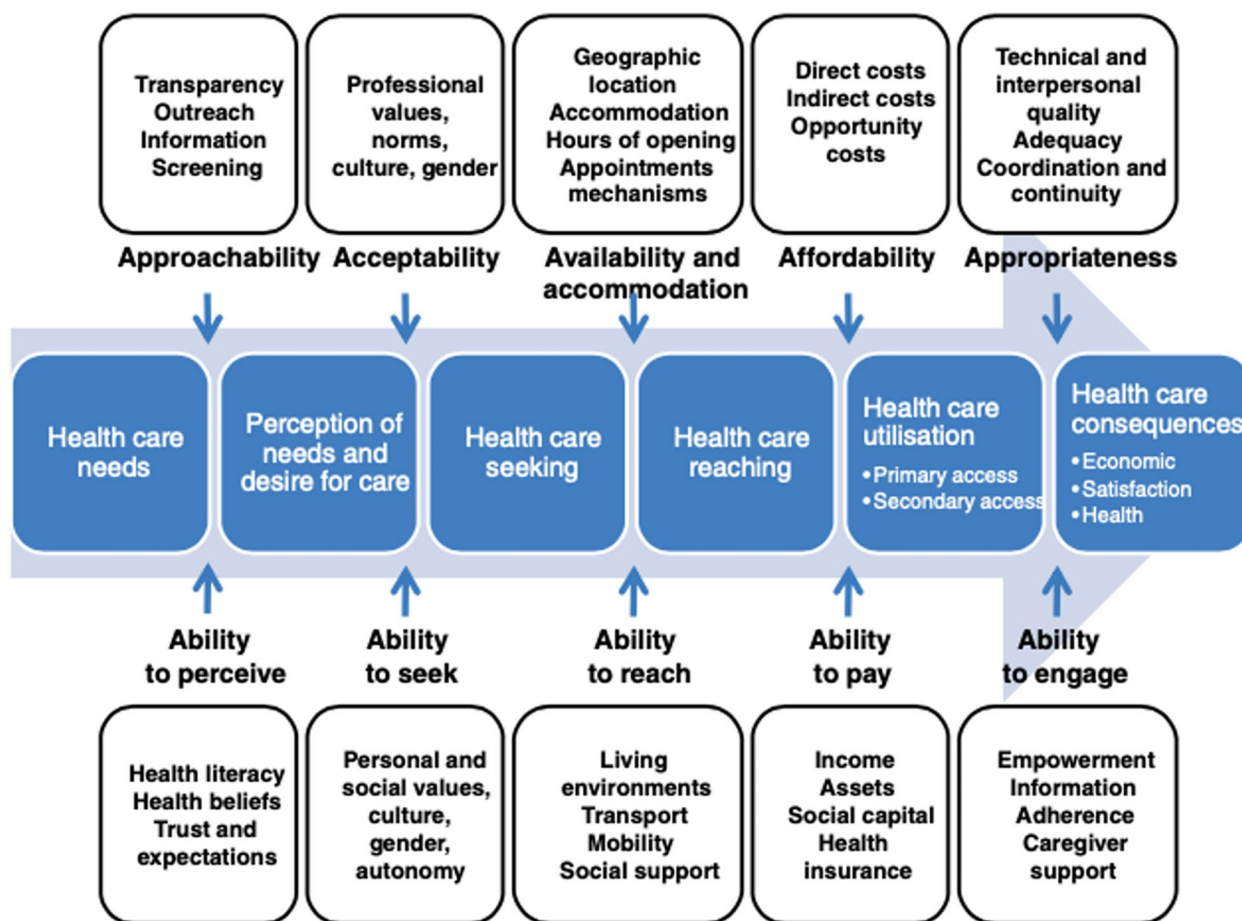 Transparency
Outreach
Information
Screening
Professional
values,
norms,
culture, gender
Geographic
location
Accommodation
Hours of opening
Appointments
mechanisms
Direct costs
Indirect costs
Opportunity
costs
Technical and
interpersonal
quality
Adequacy
Coordination and
continuity
Approachability
Acceptability
Availability and
accommodation
Affordability
Appropriateness
Health care
needs
Perception of
needs and
desire for care
Health care
seeking
Health care
reaching
Health care
utilisation
•Primary access
•Secondary access
Health care
consequences
•Economic
•Satisfaction
•Health
Ability
to perceive
Ability
to seek
Ability
to reach
Ability
to pay
Ability
to engage
Health literacy
Health beliefs
Trust and
expectations
Personal and
social values,
culture,
gender,
autonomy
Living
environments
Transport
Mobility
Social support
Income
Assets
Social capital
Health
insurance
Empowerment
Information
Adherence
Caregiver
support